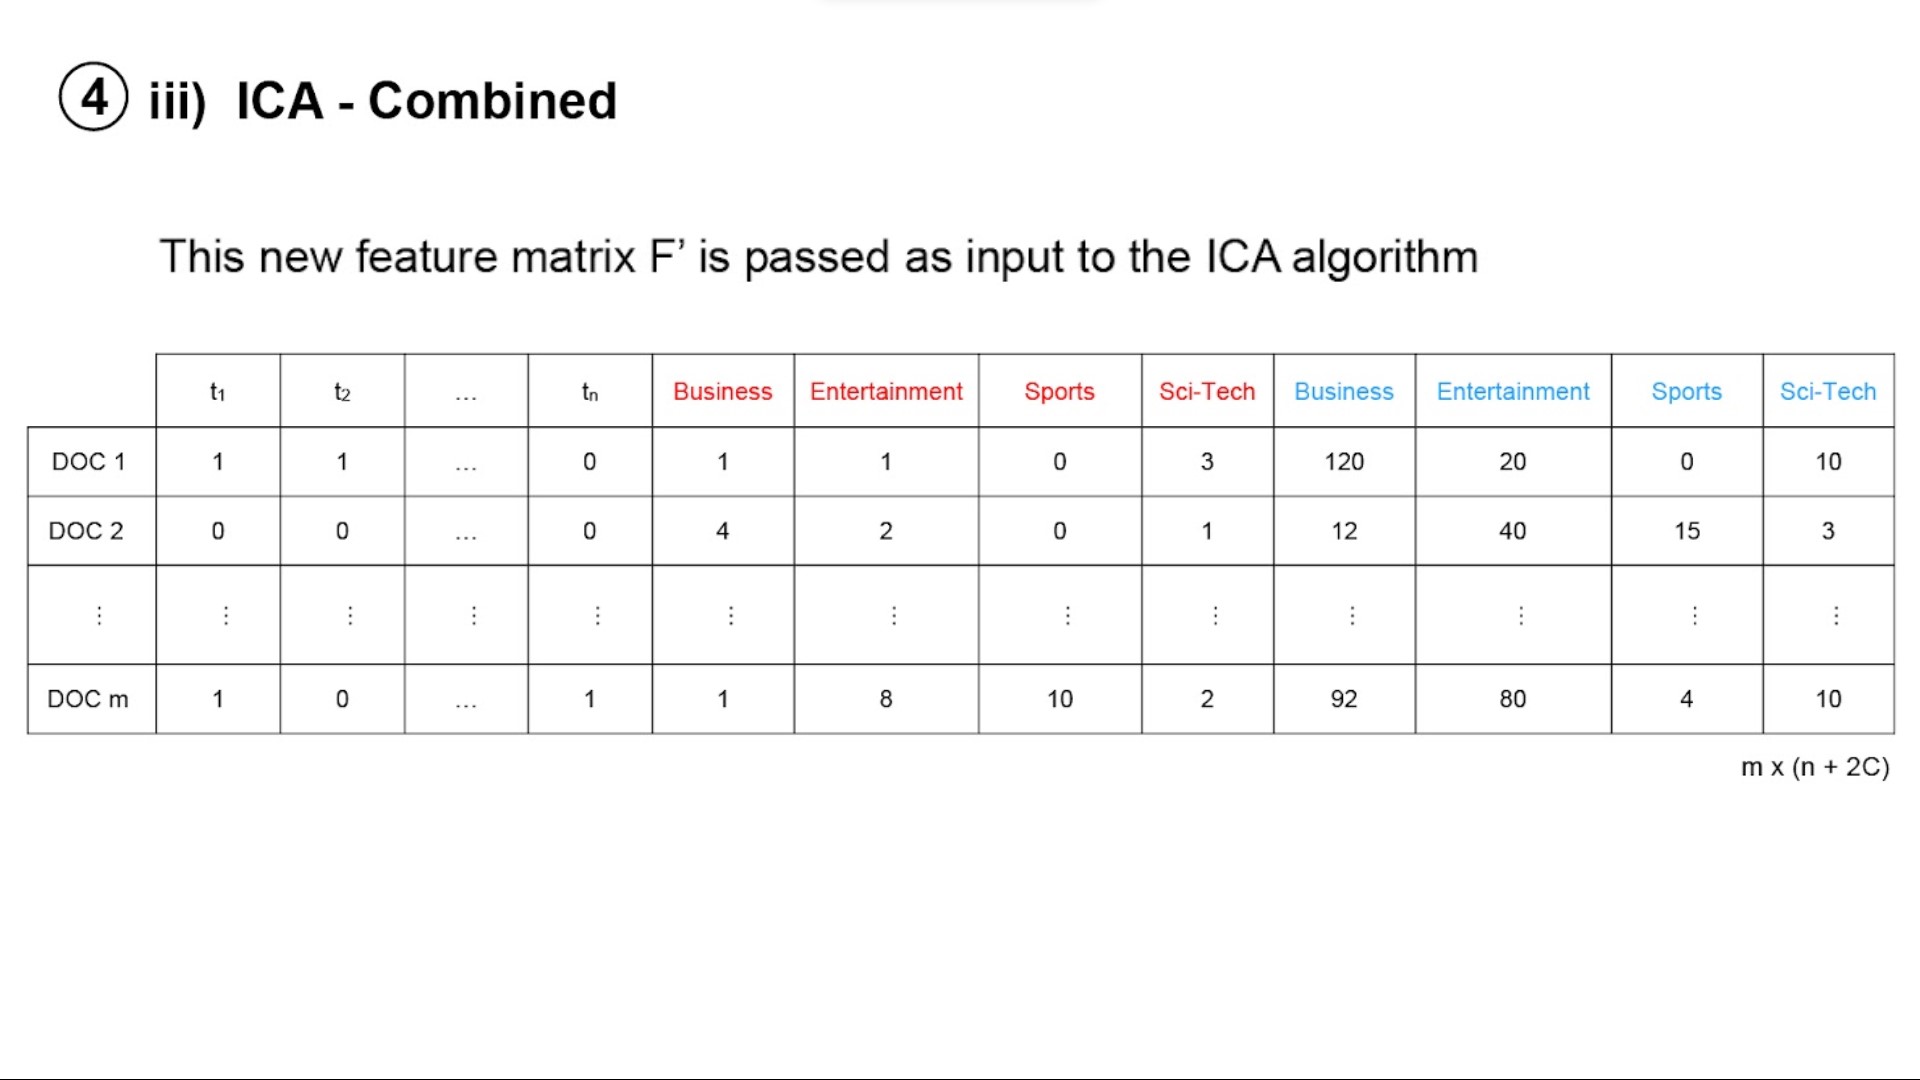 4 iii) ICA - Combined
This new feature matrix F’ is passed as input to the ICA algorithm
t1 t2 ... tn Business Entertainment Sports Sci-Tech Business Entertainment Sports Sci-Tech
DOC 1 1 1 ... 0 1 1 0 3 120 20 0 10
DOC 2 0 0 ... 0 4 2 0 1 12 40 15 3
⋮ ⋮ ⋮ ⋮ ⋮ ⋮ ⋮ ⋮ ⋮ ⋮ ⋮ ⋮ ⋮
DOC m 1 0 ... 1 1 8 10 2 92 80 4 10
m x (n + 2C)